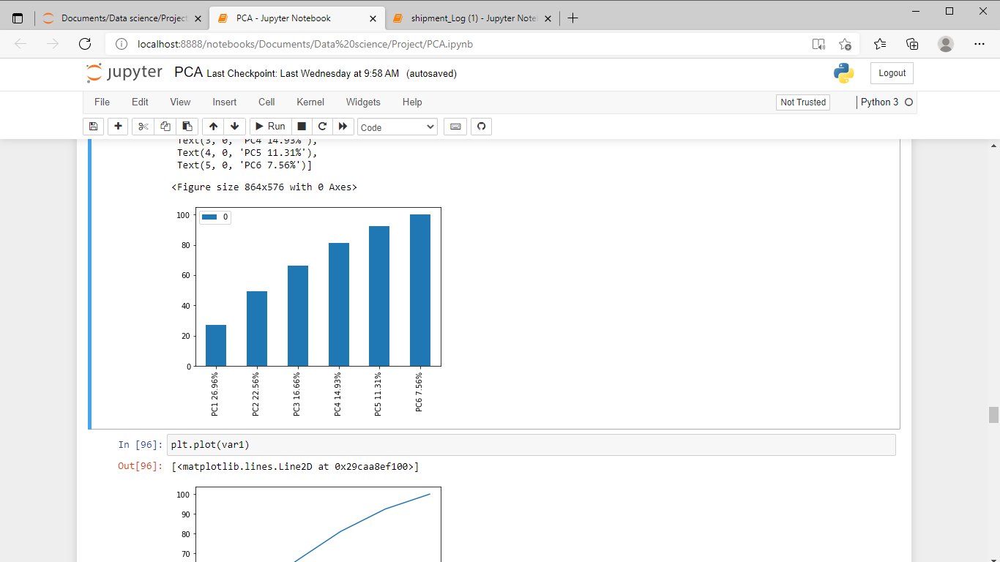 Documents/Data science/Project
PCA - Jupyter Notebook
shipment_Log (1) - Jupyter Note
localhost:8888/notebooks/Documents/Data%20science/Project/PCA.ipynb
jupyter PCA Last Checkpoint: Last Wednesday at 9:58 AM (autosaved)
Logout
File Edit View Insert Cell Kernel Widgets Help
Not Trusted
Python 3
Run
Code
Text(3, 0, 'PC4 14.93%'),
Text(4, 0, 'PC5 11.31%'),
Text(5, 0, 'PC6 7.56%')]
<Figure size 864x576 with 0 Axes>
0
100
80
60
40
20
0
PC1 26.96%
PC2 22.56%
PC3 16.66%
PC4 14.93%
PC5 11.31%
PC6 7.56%
In [96]: plt.plot(var1)
Out[96]: [<matplotlib.lines.Line2D at 0x29caa8ef100>]
100
90
80
70